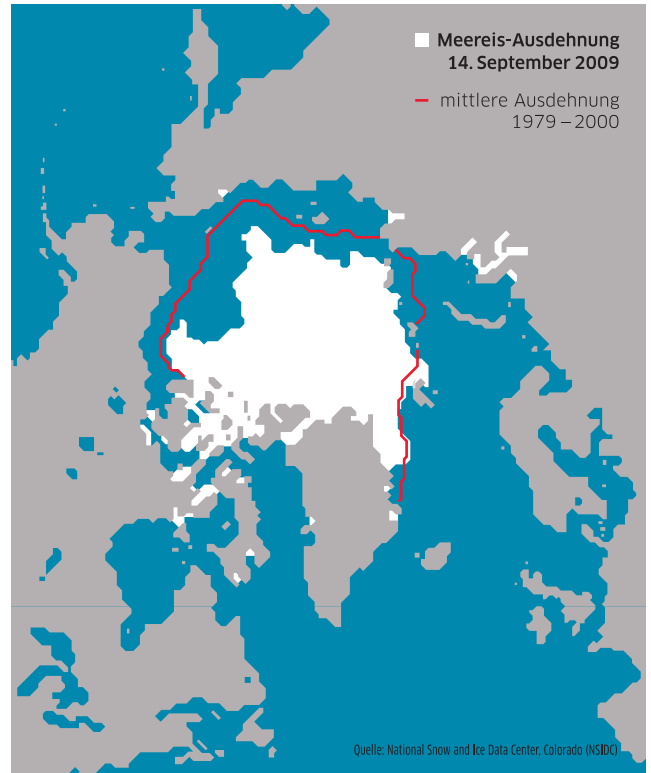 Meereis-Ausdehnung
14. September 2009
mittlere Ausdehnung
1979 – 2000
Quelle: National Snow and Ice Data Center, Colorado (NSIDC)